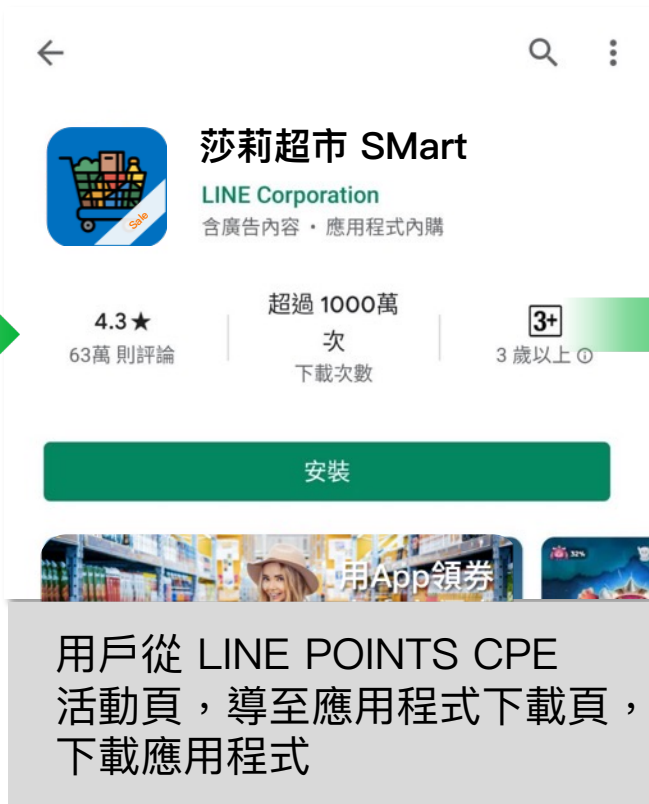 莎莉超市 SMart
LINE Corporation
含廣告內容・應用程式內購
Sale
4.3★
63萬 則評論
超過 1000萬
次
下載次數
3+
3 歲以上
安裝
用App領券
32%
用戶從 LINE POINTS CPE
活動頁，導至應用程式下載頁，
下載應用程式